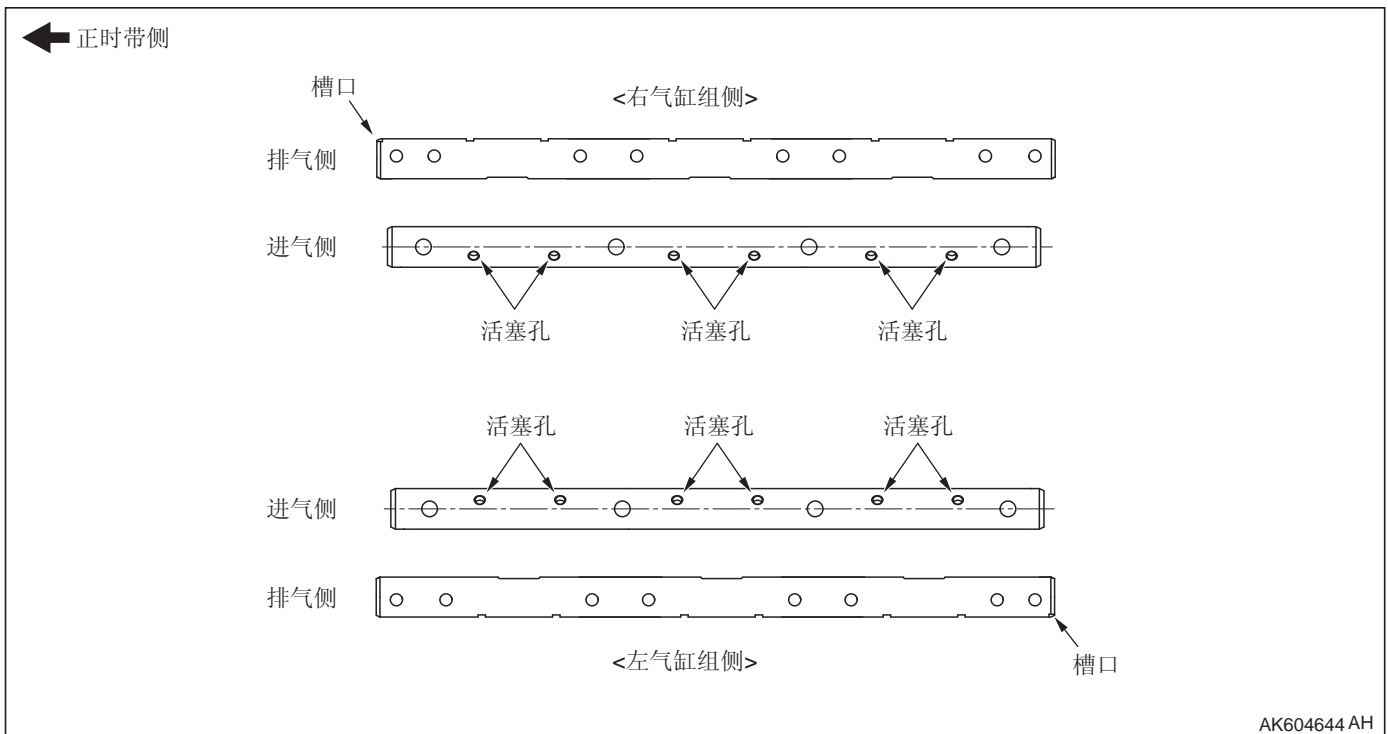 正时带侧
槽口
<右气缸组侧>
排气侧
进气侧
活塞孔 活塞孔 活塞孔
活塞孔 活塞孔 活塞孔
进气侧
排气侧
<左气缸组侧>
槽口
AK604644 AH